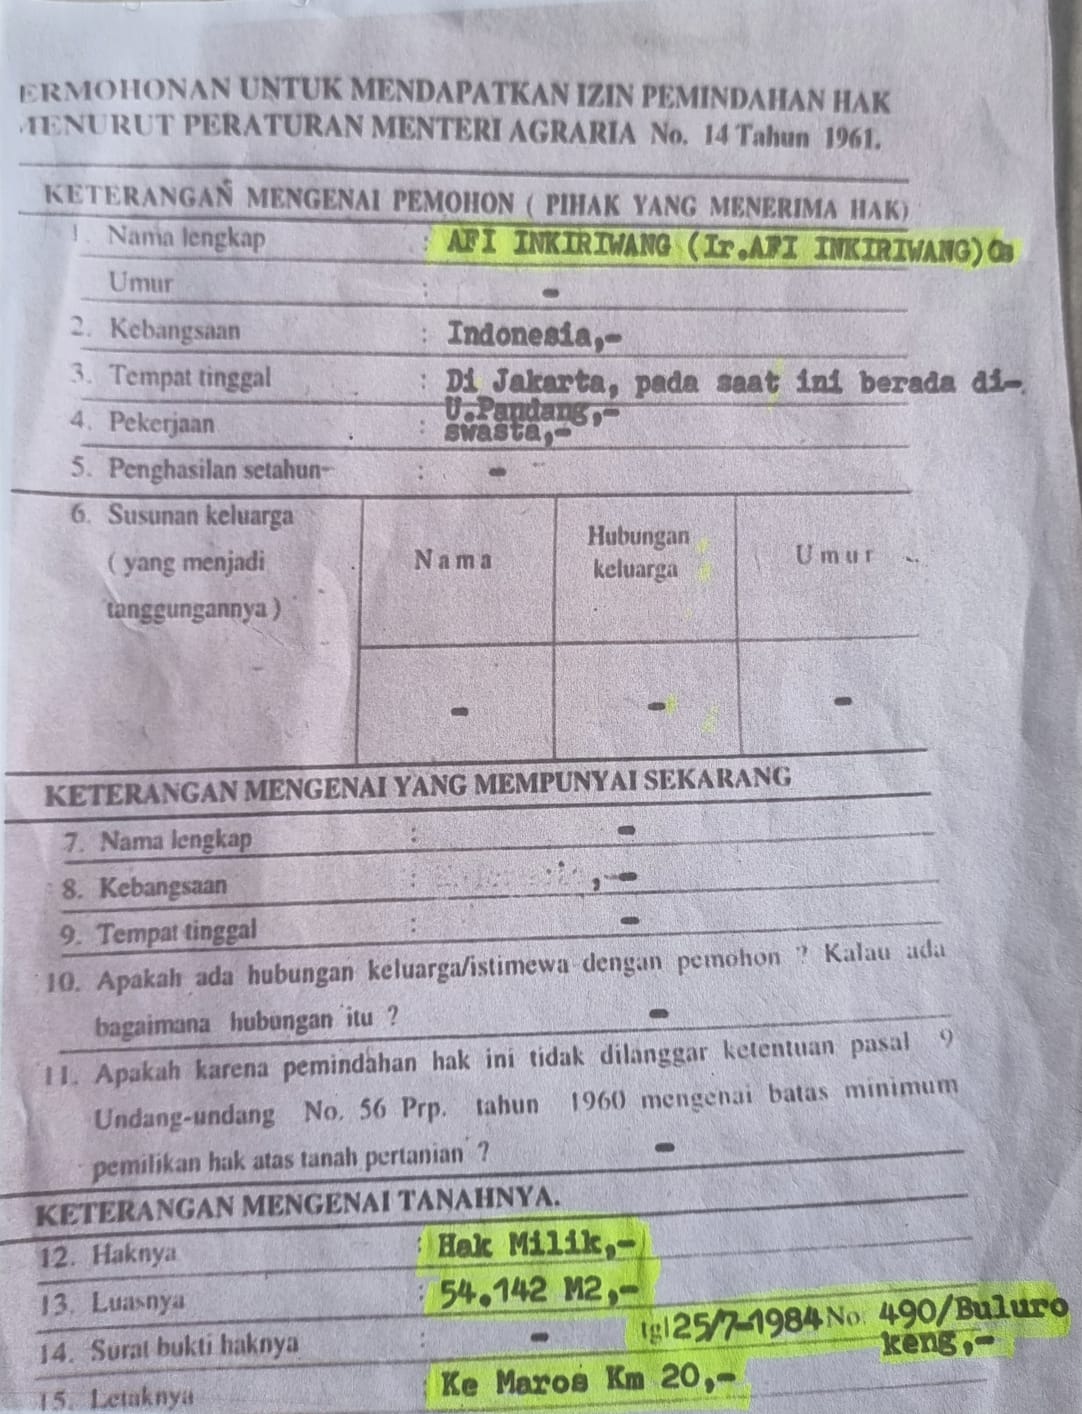 ERMOHONAN UNTUK MENDAPATKAN IZIN PEMINDAHAN HAK
MENURUT PERATURAN MENTERI AGRARIA No. 14 Tahun 1961.
KETERANGAN MENGENAI PEMOHON ( PIHAK YANG MENERIMA HAK)
1. Nama lengkap : AFI INKIRIWANG (Ir.AFI INKIRIWANG)
Umur : -
2. Kebangsaan : Indonesia,-
3. Tempat tinggal : Di Jakarta, pada saat ini berada di-
U.Pandang,-
4. Pekerjaan : swasta,-
5. Penghasilan setahun- : -
6. Susunan keluarga
( yang menjadi
tanggungannya )
Nama
Hubungan
keluarga
Umur
- - -
KETERANGAN MENGENAI YANG MEMPUNYAI SEKARANG
7. Nama lengkap : -
8. Kebangsaan : ,-
9. Tempat tinggal : -
10. Apakah ada hubungan keluarga/istimewa dengan pemohon ? Kalau ada
bagaimana hubungan itu ? -
11. Apakah karena pemindahan hak ini tidak dilanggar ketentuan pasal 9
Undang-undang No. 56 Prp. tahun 1960 mengenai batas minimum
pemilikan hak atas tanah pertanian ? -
KETERANGAN MENGENAI TANAHNYA.
12. Haknya : Hak Milik,-
13. Luasnya : 54.142 M2,-
14. Surat bukti haknya : - tgl 25/7-1984 No. 490/Buluro
keng,-
15. Letaknya : Ke Maros Km 20,-